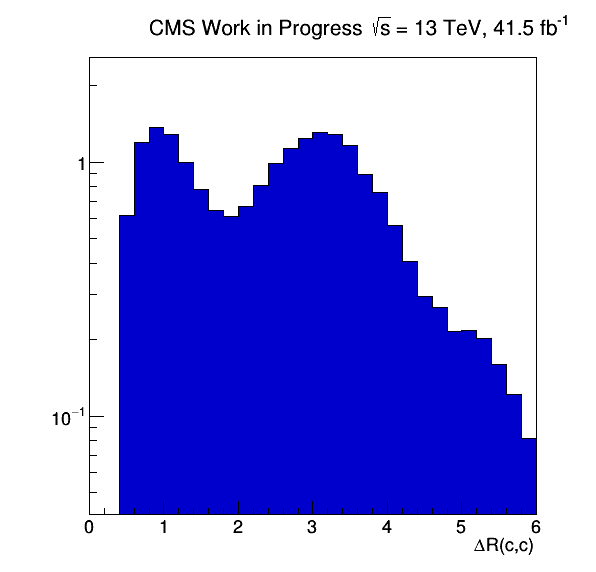 CMS Work in Progress √s = 13 TeV, 41.5 fb⁻¹
1
10⁻¹
0 1 2 3 4 5 6
ΔR(c,c)